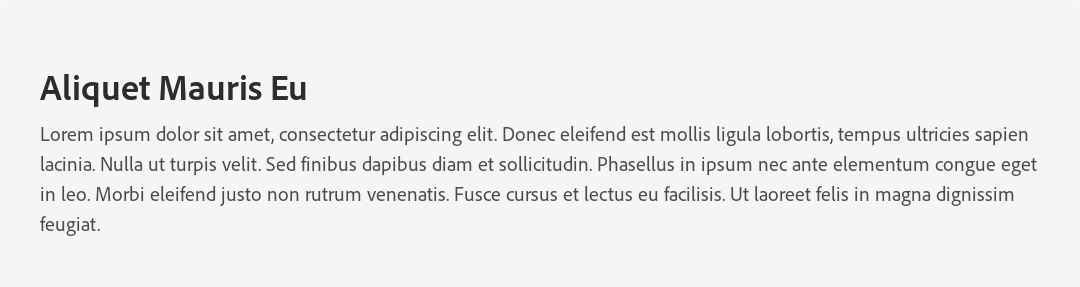 Aliquet Mauris Eu
Lorem ipsum dolor sit amet, consectetur adipiscing elit. Donec eleifend est mollis ligula lobortis, tempus ultricies sapien
lacinia. Nulla ut turpis velit. Sed finibus dapibus diam et sollicitudin. Phasellus in ipsum nec ante elementum congue eget
in leo. Morbi eleifend justo non rutrum venenatis. Fusce cursus et lectus eu facilisis. Ut laoreet felis in magna dignissim
feugiat.